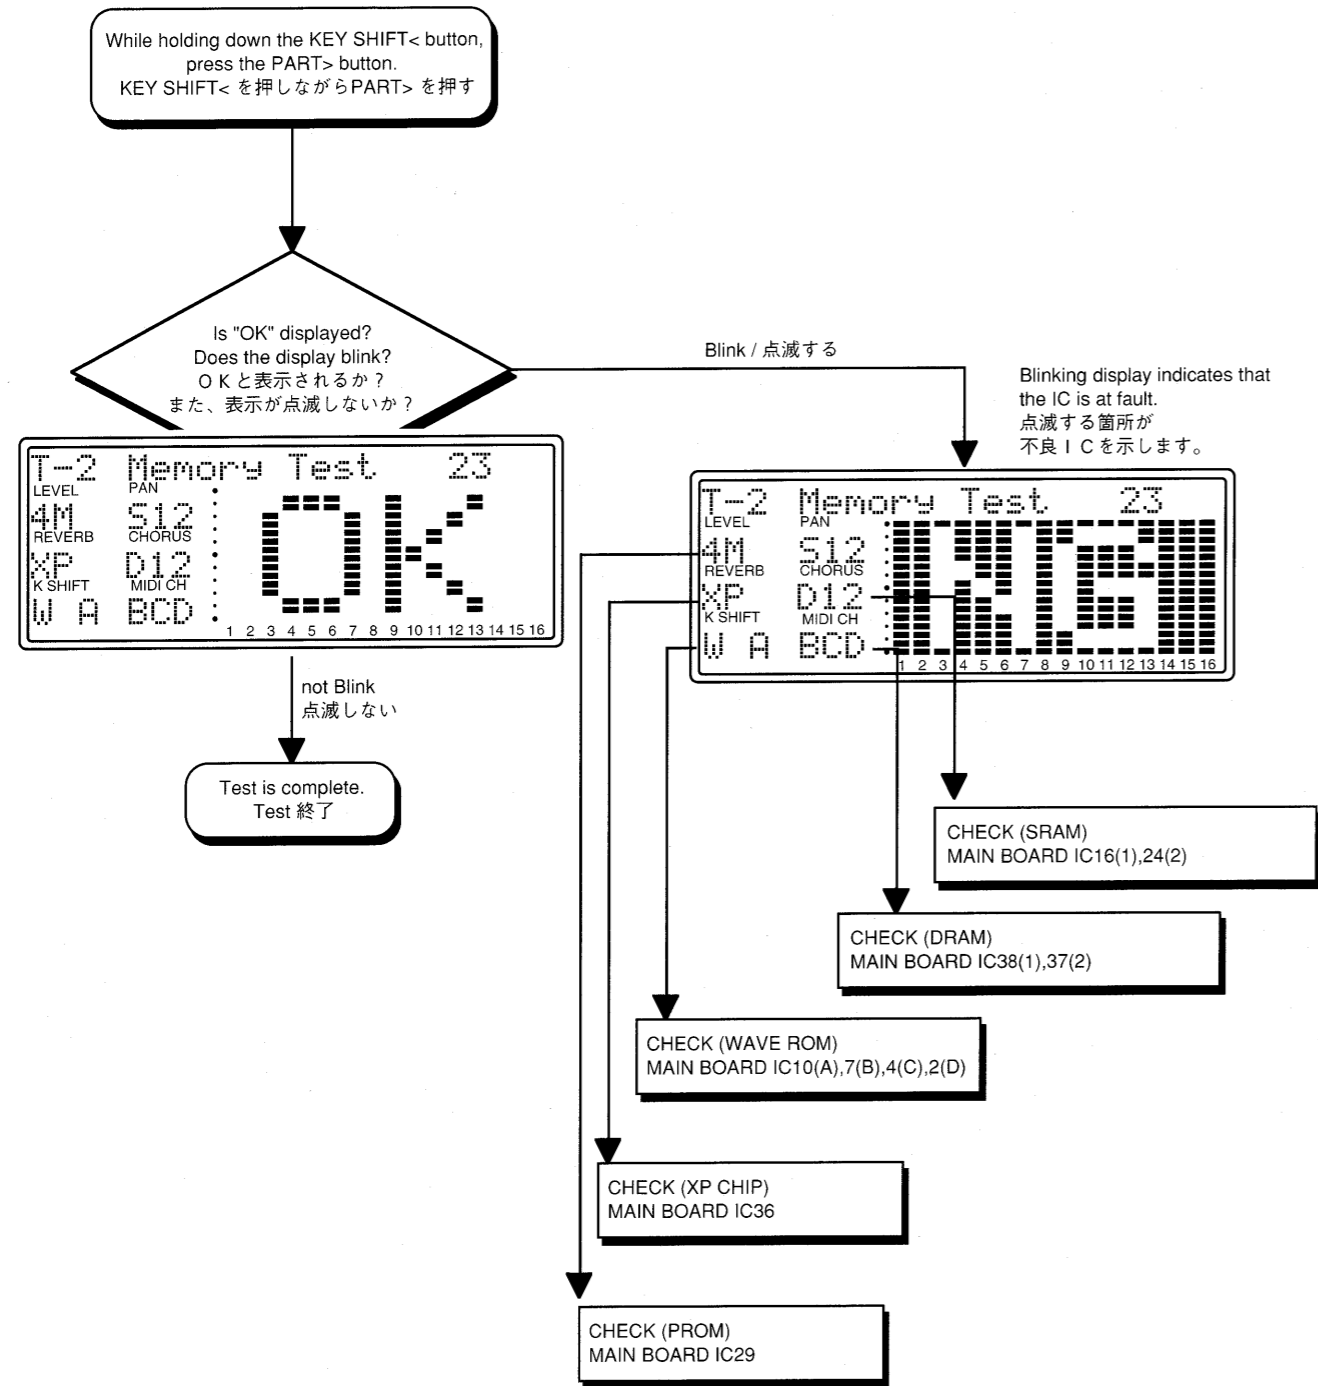 While holding down the KEY SHIFT< button,
press the PART> button.
KEY SHIFT< を押しながらPART> を押す
Is "OK" displayed?
Does the display blink?
ＯＫと表示されるか？
また、表示が点滅しないか？
Blink / 点滅する
Blinking display indicates that
the IC is at fault.
点滅する箇所が
不良ＩＣを示します。
T-2 Memory Test 23
LEVEL PAN
4M S12
REVERB CHORUS
XP D12
K SHIFT MIDI CH
W A BCD
OK
1 2 3 4 5 6 7 8 9 10 11 12 13 14 15 16
T-2 Memory Test 23
LEVEL PAN
4M S12
REVERB CHORUS
XP D12
K SHIFT MIDI CH
W A BCD
NG
1 2 3 4 5 6 7 8 9 10 11 12 13 14 15 16
not Blink
点滅しない
Test is complete.
Test 終了
CHECK (SRAM)
MAIN BOARD IC16(1),24(2)
CHECK (DRAM)
MAIN BOARD IC38(1),37(2)
CHECK (WAVE ROM)
MAIN BOARD IC10(A),7(B),4(C),2(D)
CHECK (XP CHIP)
MAIN BOARD IC36
CHECK (PROM)
MAIN BOARD IC29